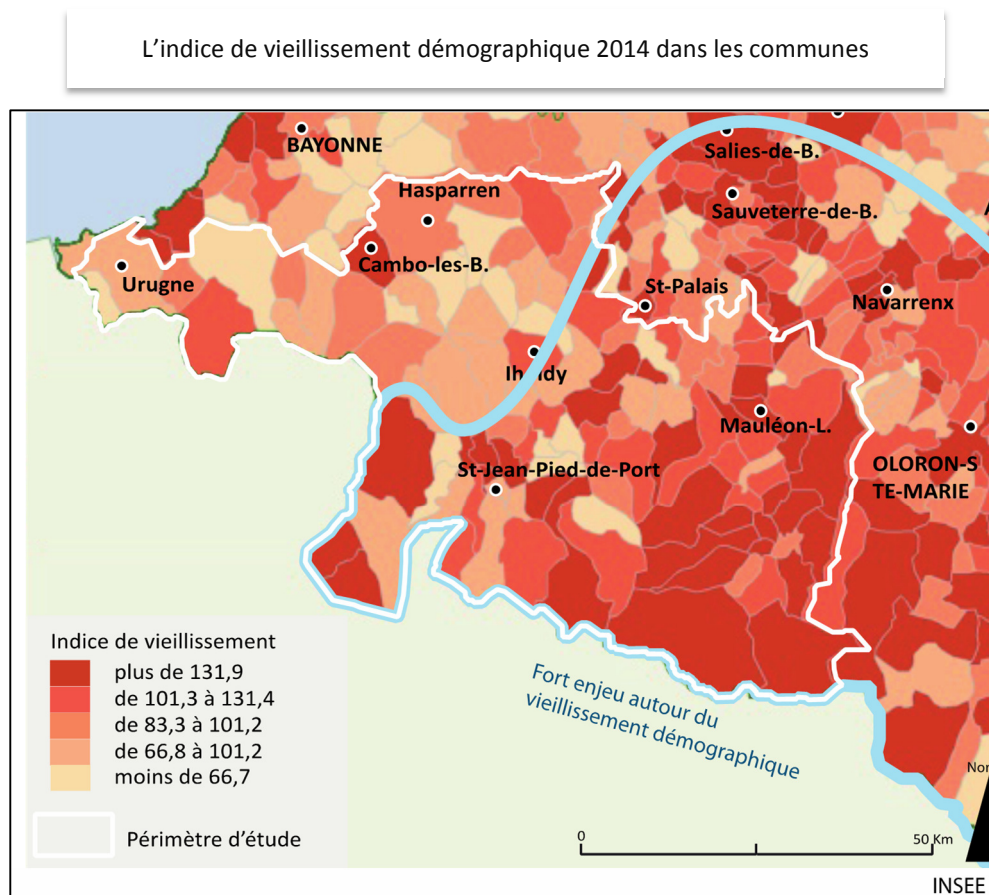 L'indice de vieillissement démographique 2014 dans les communes
BAYONNE
Salies-de-B.
Hasparren
Sauveterre-de-B.
Cambo-les-B.
Urugne
St-Palais
Navarrenx
Mauléon-L.
St-Jean-Pied-de-Port
OLORON-S
TE-MARIE
Indice de vieillissement
plus de 131,9
de 101,3 à 131,4
de 83,3 à 101,2
de 66,8 à 101,2
moins de 66,7
Périmètre d'étude
Fort enjeu autour du
vieillissement démographique
0
50 Km
INSEE